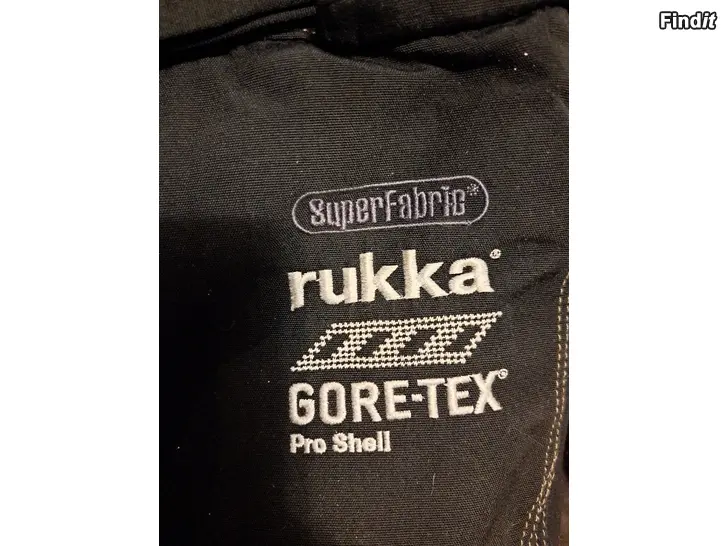 Findit
SuperFabric*
rukka®
GORE-TEX®
Pro Shell